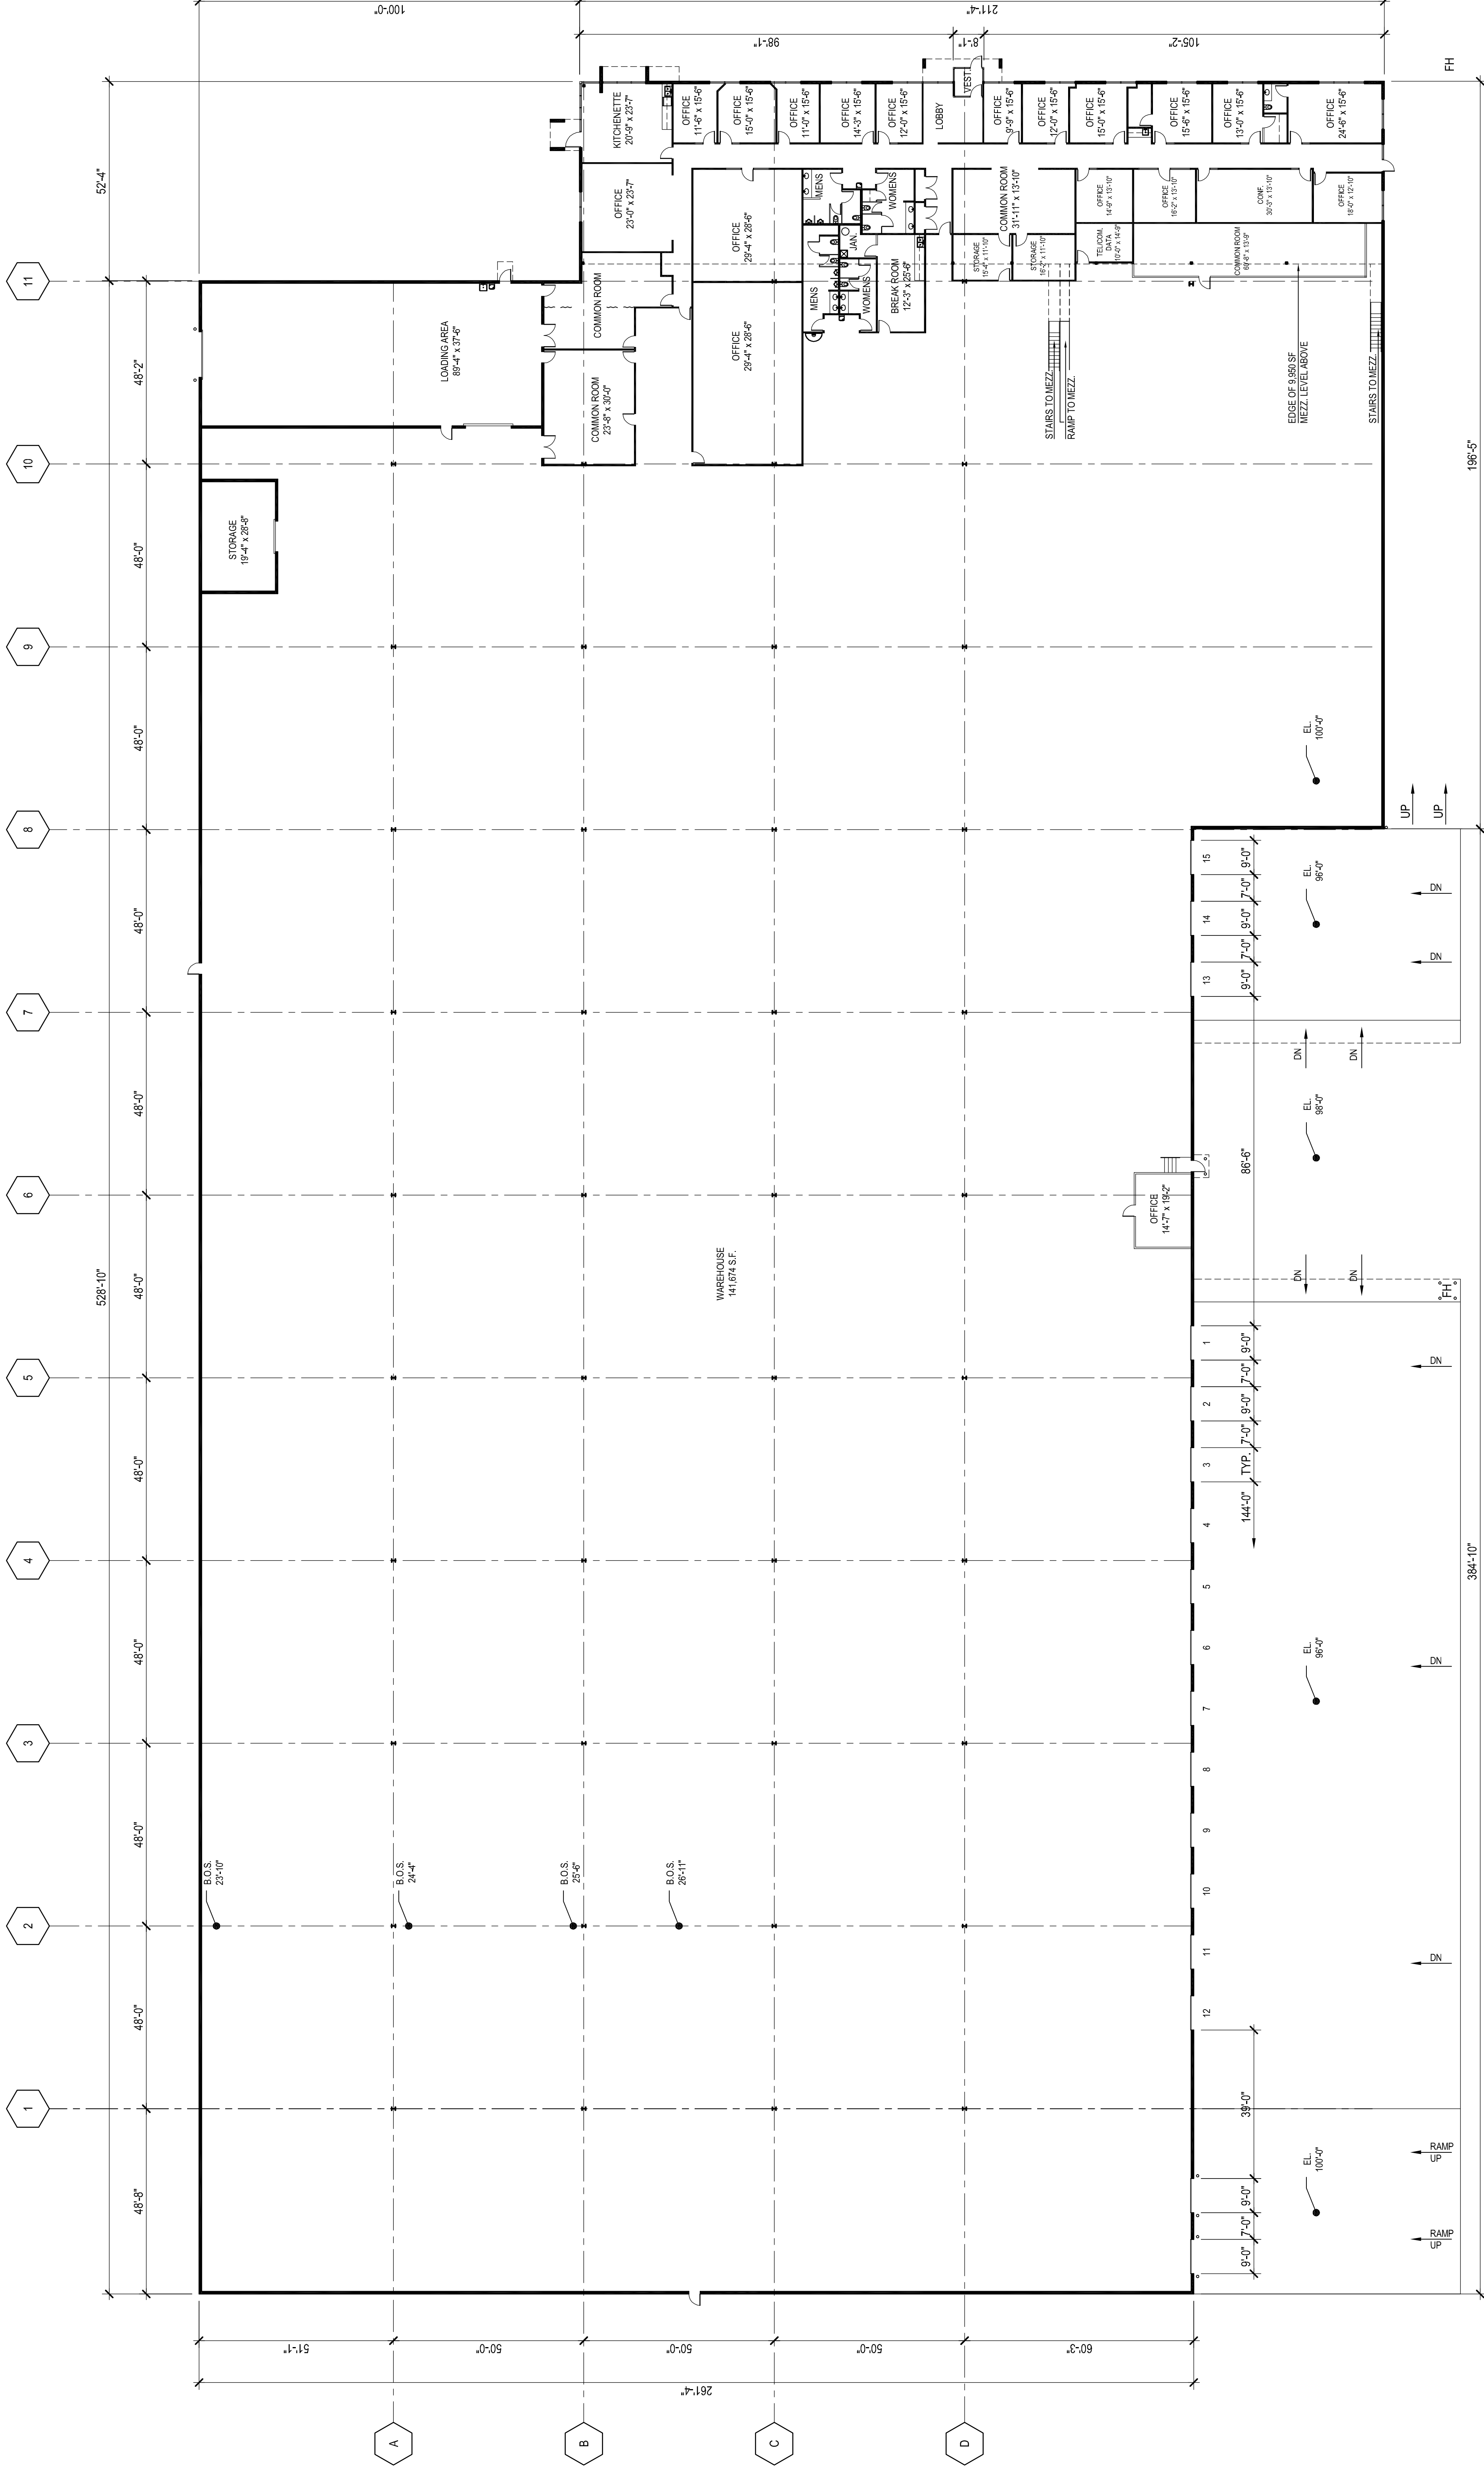 100'-0"
211'-4"
98'-1"
8'-1"
105'-2"
FH
52'-4"
KITCHENETTE
20'-9" x 23'-7"
OFFICE
11'-6" x 15'-6"
OFFICE
15'-0" x 15'-6"
OFFICE
11'-0" x 15'-6"
OFFICE
14'-3" x 15'-6"
OFFICE
12'-0" x 15'-6"
LOBBY
VEST.
OFFICE
9'-9" x 15'-6"
OFFICE
12'-0" x 15'-6"
OFFICE
15'-0" x 15'-6"
OFFICE
15'-6" x 15'-6"
OFFICE
13'-0" x 15'-6"
OFFICE
24'-6" x 15'-6"
OFFICE
23'-0" x 23'-7"
OFFICE
29'-4" x 28'-6"
MENS
WOMENS
COMMON ROOM
31'-11" x 13'-10"
OFFICE
14'-9" x 13'-10"
OFFICE
16'-2" x 13'-10"
CONF.
30'-3" x 13'-10"
OFFICE
18'-0" x 12'-10"
JAN.
STORAGE
15'-4" x 11'-10"
STORAGE
16'-2" x 11'-10"
TEL/COM.
DATA
10'-0" x 14'-9"
COMMON ROOM
60'-8" x 13'-9"
11
COMMON ROOM
MENS
WOMENS
BREAK ROOM
12'-3" x 25'-6"
LOADING AREA
89'-4" x 37'-6"
OFFICE
29'-4" x 28'-6"
48'-2"
COMMON ROOM
23'-8" x 30'-0"
STAIRS TO MEZZ.
RAMP TO MEZZ.
EDGE OF 9,950 SF
MEZZ. LEVEL ABOVE
STAIRS TO MEZZ.
10
196'-5"
STORAGE
19'-4" x 28'-8"
48'-0"
9
48'-0"
EL.
100'-0"
UP
UP
8
15
9'-0"
EL.
96'-0"
7'-0"
DN
48'-0"
14
9'-0"
7'-0"
DN
13
9'-0"
7
DN
DN
48'-0"
EL.
98'-0"
86'-6"
6
OFFICE
14'-7" x 19'-2"
WAREHOUSE
141,674 S.F.
528'-10"
48'-0"
DN
DN
FH
1
9'-0"
DN
5
7'-0"
2
9'-0"
7'-0"
48'-0"
3
TYP.
144'-0"
4
4
384'-10"
5
48'-0"
6
EL.
96'-0"
DN
7
3
8
48'-0"
9
B.O.S.
23'-10"
B.O.S.
24'-4"
B.O.S.
25'-6"
B.O.S.
26'-11"
10
2
11
DN
48'-0"
12
1
39'-0"
RAMP
UP
EL.
100'-0"
48'-8"
9'-0"
7'-0"
RAMP
UP
9'-0"
51'-1"
50'-0"
50'-0"
50'-0"
60'-3"
261'-4"
A
B
C
D